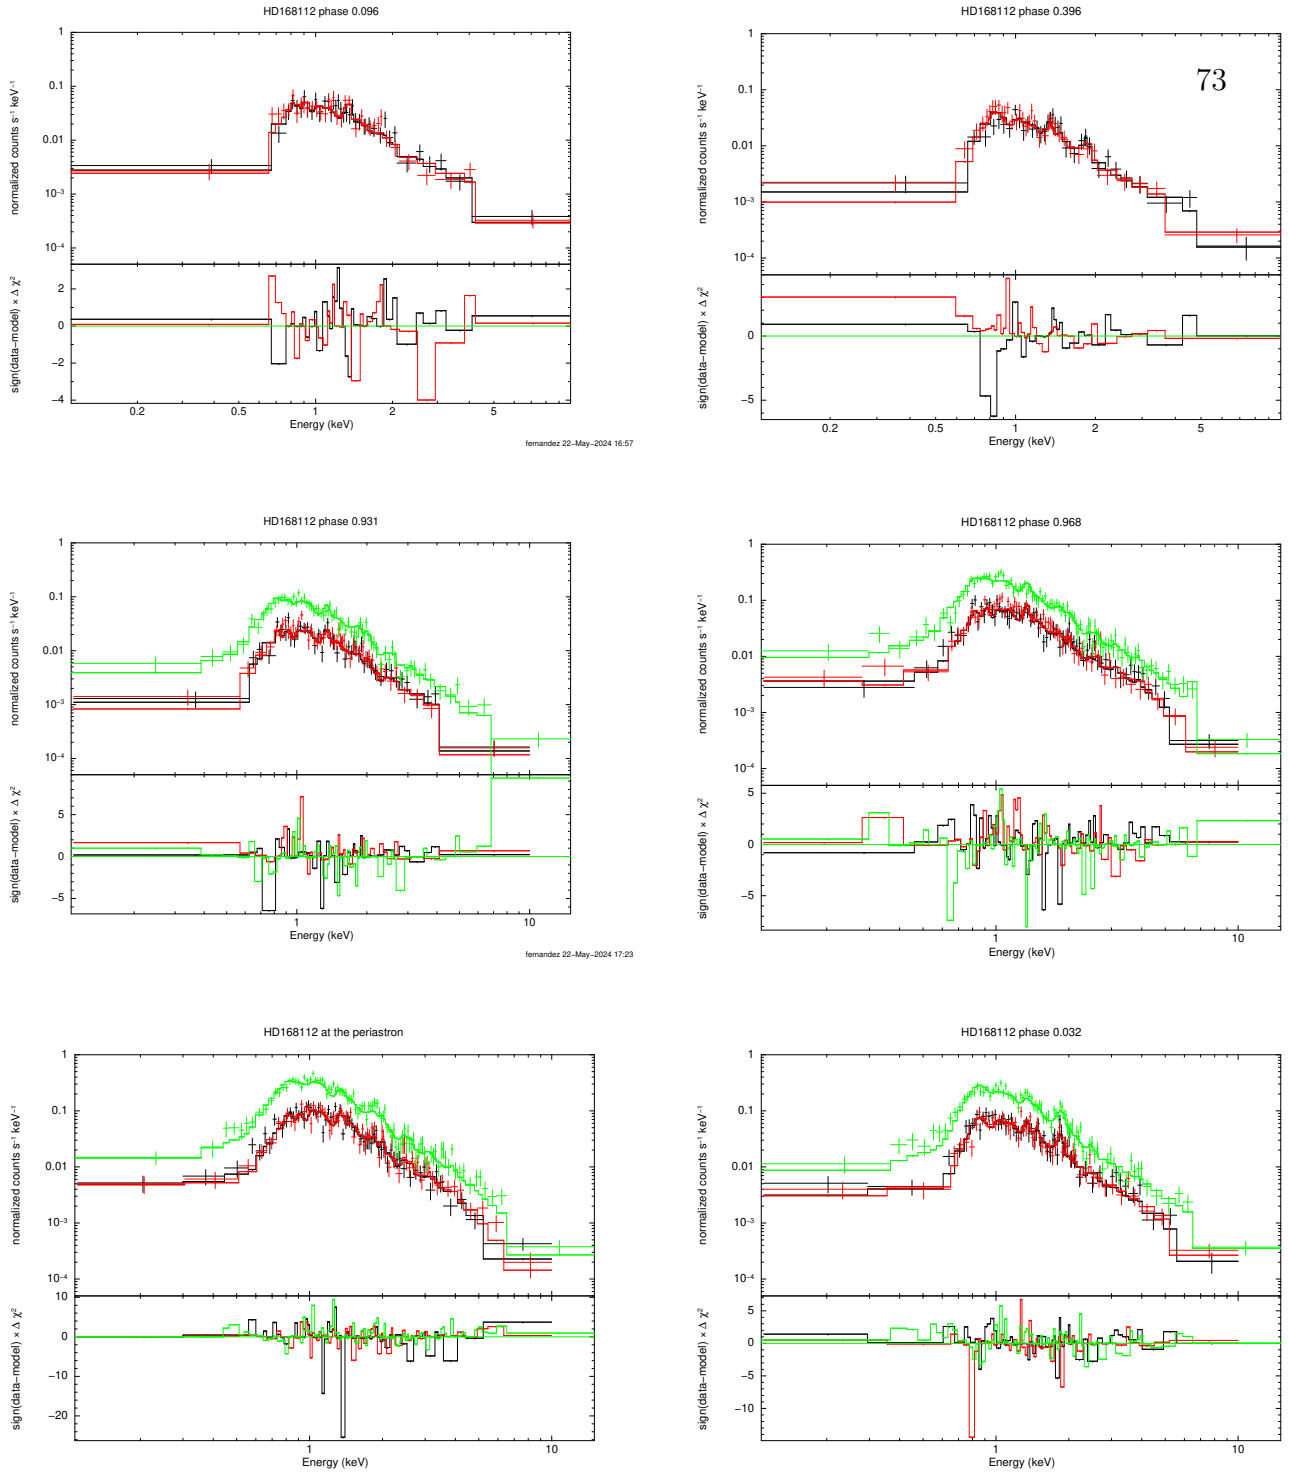 HD168112 phase 0.096
1
0.1
0.01
10⁻³
10⁻⁴
normalized counts s⁻¹ keV⁻¹
2
0
−2
−4
sign(data−model) × Δ χ²
0.2 0.5 1 2 5
Energy (keV)
fernandez 22−May−2024 16:57
HD168112 phase 0.396
73
1
0.1
0.01
10⁻³
10⁻⁴
normalized counts s⁻¹ keV⁻¹
0
−5
sign(data−model) × Δ χ²
0.2 0.5 1 2 5
Energy (keV)
HD168112 phase 0.931
1
0.1
0.01
10⁻³
10⁻⁴
normalized counts s⁻¹ keV⁻¹
5
0
−5
sign(data−model) × Δ χ²
1 10
Energy (keV)
fernandez 22−May−2024 17:23
HD168112 phase 0.968
1
0.1
0.01
10⁻³
10⁻⁴
normalized counts s⁻¹ keV⁻¹
5
0
−5
sign(data−model) × Δ χ²
1 10
Energy (keV)
HD168112 at the periastron
1
0.1
0.01
10⁻³
10⁻⁴
normalized counts s⁻¹ keV⁻¹
10
0
−10
−20
sign(data−model) × Δ χ²
1 10
Energy (keV)
HD168112 phase 0.032
1
0.1
0.01
10⁻³
10⁻⁴
normalized counts s⁻¹ keV⁻¹
5
0
−5
−10
sign(data−model) × Δ χ²
1 10
Energy (keV)